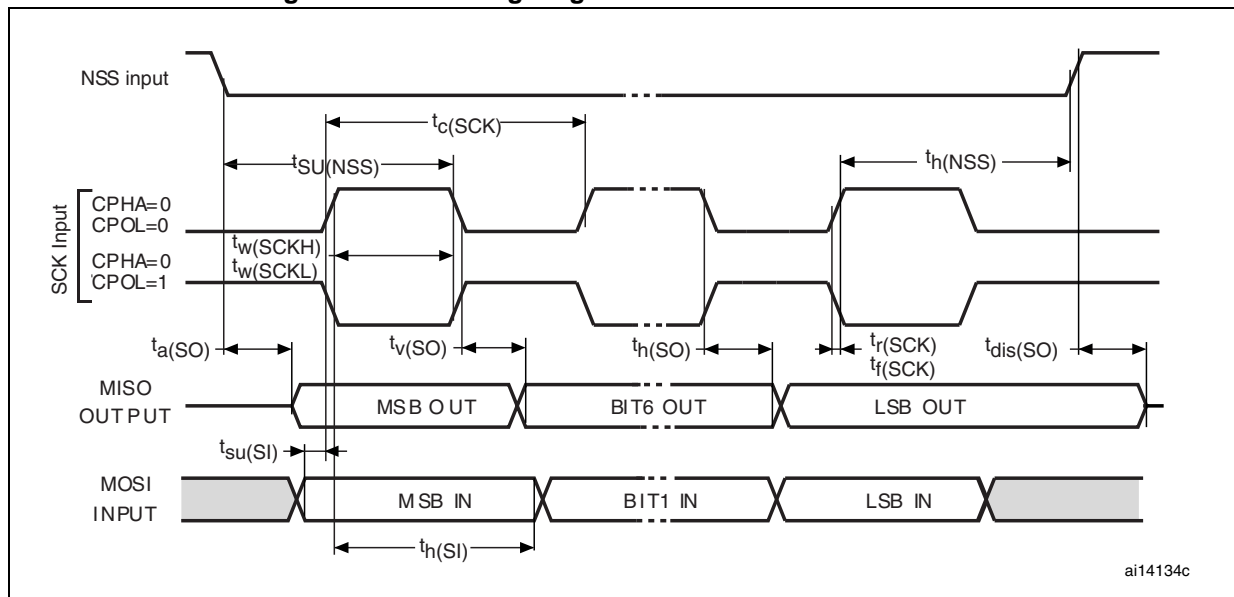 NSS input
tc(SCK)
tSU(NSS)
th(NSS)
SCK Input
CPHA=0
CPOL=0
tw(SCKH)
tw(SCKL)
CPHA=0
CPOL=1
ta(SO)
tv(SO)
th(SO)
tr(SCK)
tf(SCK)
tdis(SO)
MISO
OUTPUT
MSB OUT
BIT6 OUT
LSB OUT
tsu(SI)
MOSI
INPUT
MSB IN
BIT1 IN
LSB IN
th(SI)
ai14134c